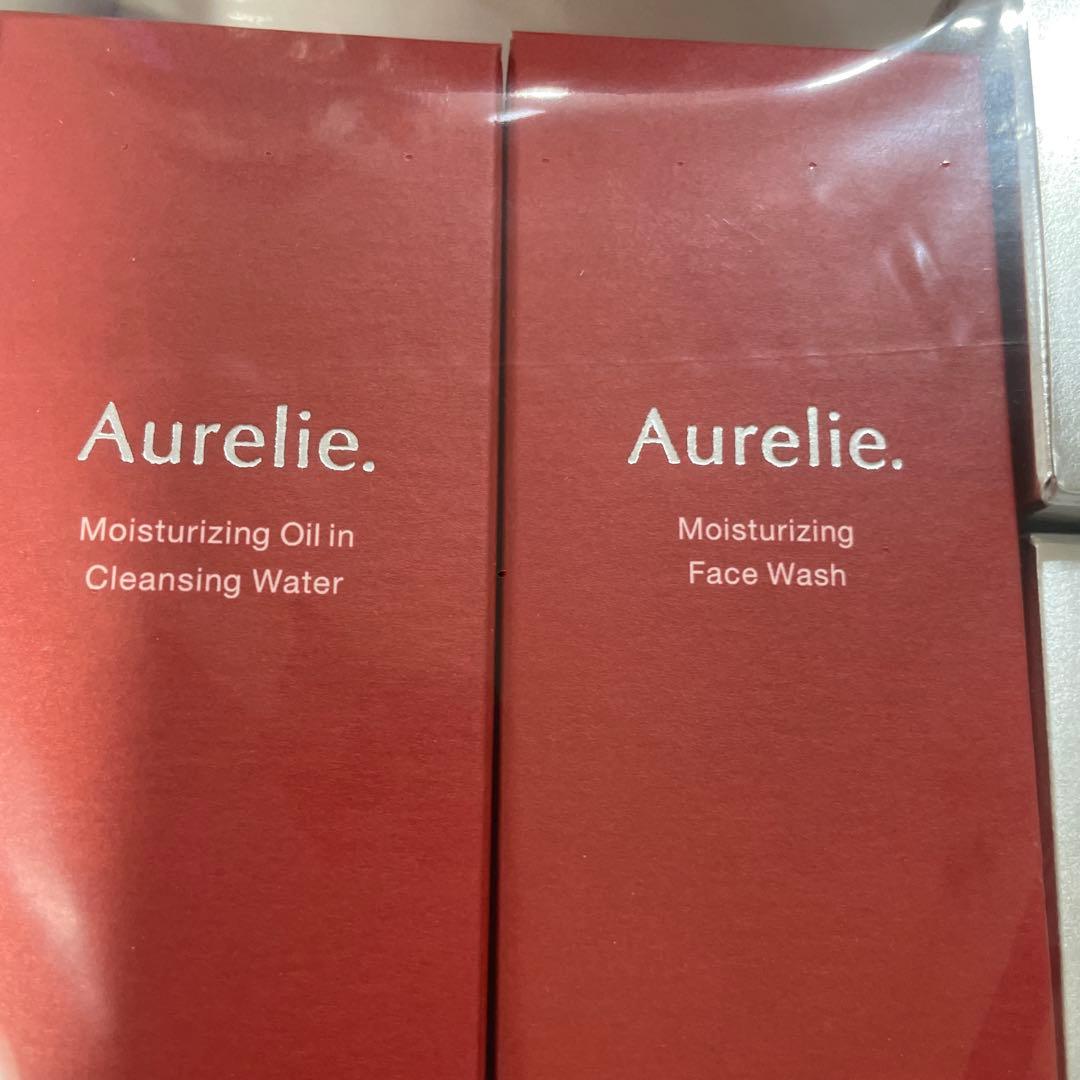 Aurelie.
Moisturizing Oil in
Cleansing Water
Aurelie.
Moisturizing
Face Wash